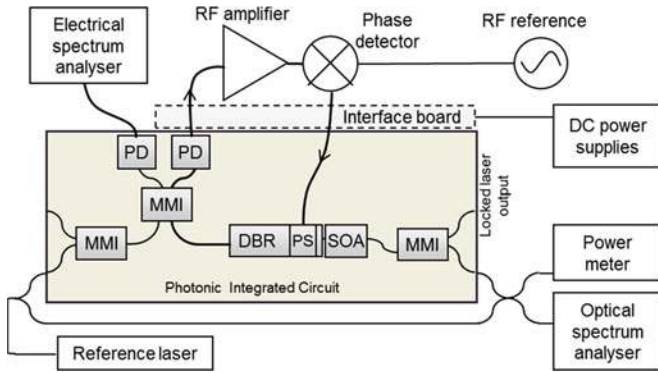 RF amplifier
Phase
detector
RF reference
Electrical
spectrum
analyser
Interface board
DC power
supplies
PD
PD
MMI
MMI
DBR
PS
SOA
MMI
Locked laser
output
Photonic Integrated Circuit
Power
meter
Optical
spectrum
analyser
Reference laser